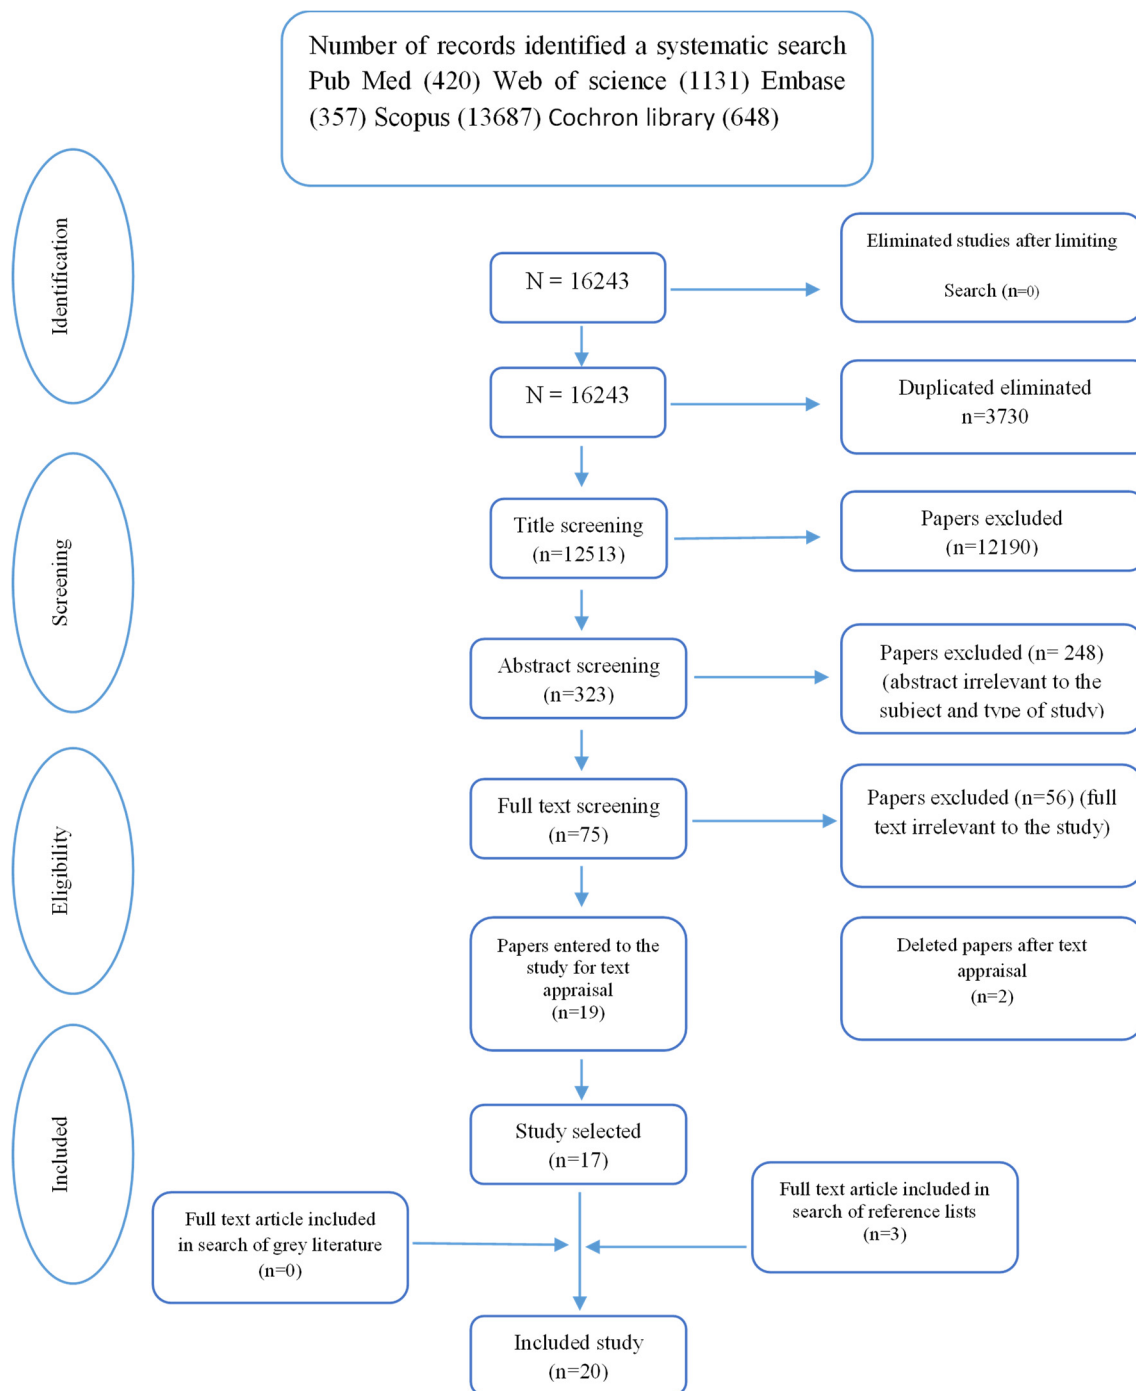 Number of records identified a systematic search
Pub Med (420) Web of science (1131) Embase
(357) Scopus (13687) Cochron library (648)
Identification
N = 16243
Eliminated studies after limiting
Search (n=0)
N = 16243
Duplicated eliminated
n=3730
Screening
Title screening
(n=12513)
Papers excluded
(n=12190)
Abstract screening
(n=323)
Papers excluded (n= 248)
(abstract irrelevant to the
subject and type of study)
Eligibility
Full text screening
(n=75)
Papers excluded (n=56) (full
text irrelevant to the study)
Papers entered to the
study for text
appraisal
(n=19)
Deleted papers after text
appraisal
(n=2)
Included
Study selected
(n=17)
Full text article included
in search of grey literature
(n=0)
Full text article included in
search of reference lists
(n=3)
Included study
(n=20)